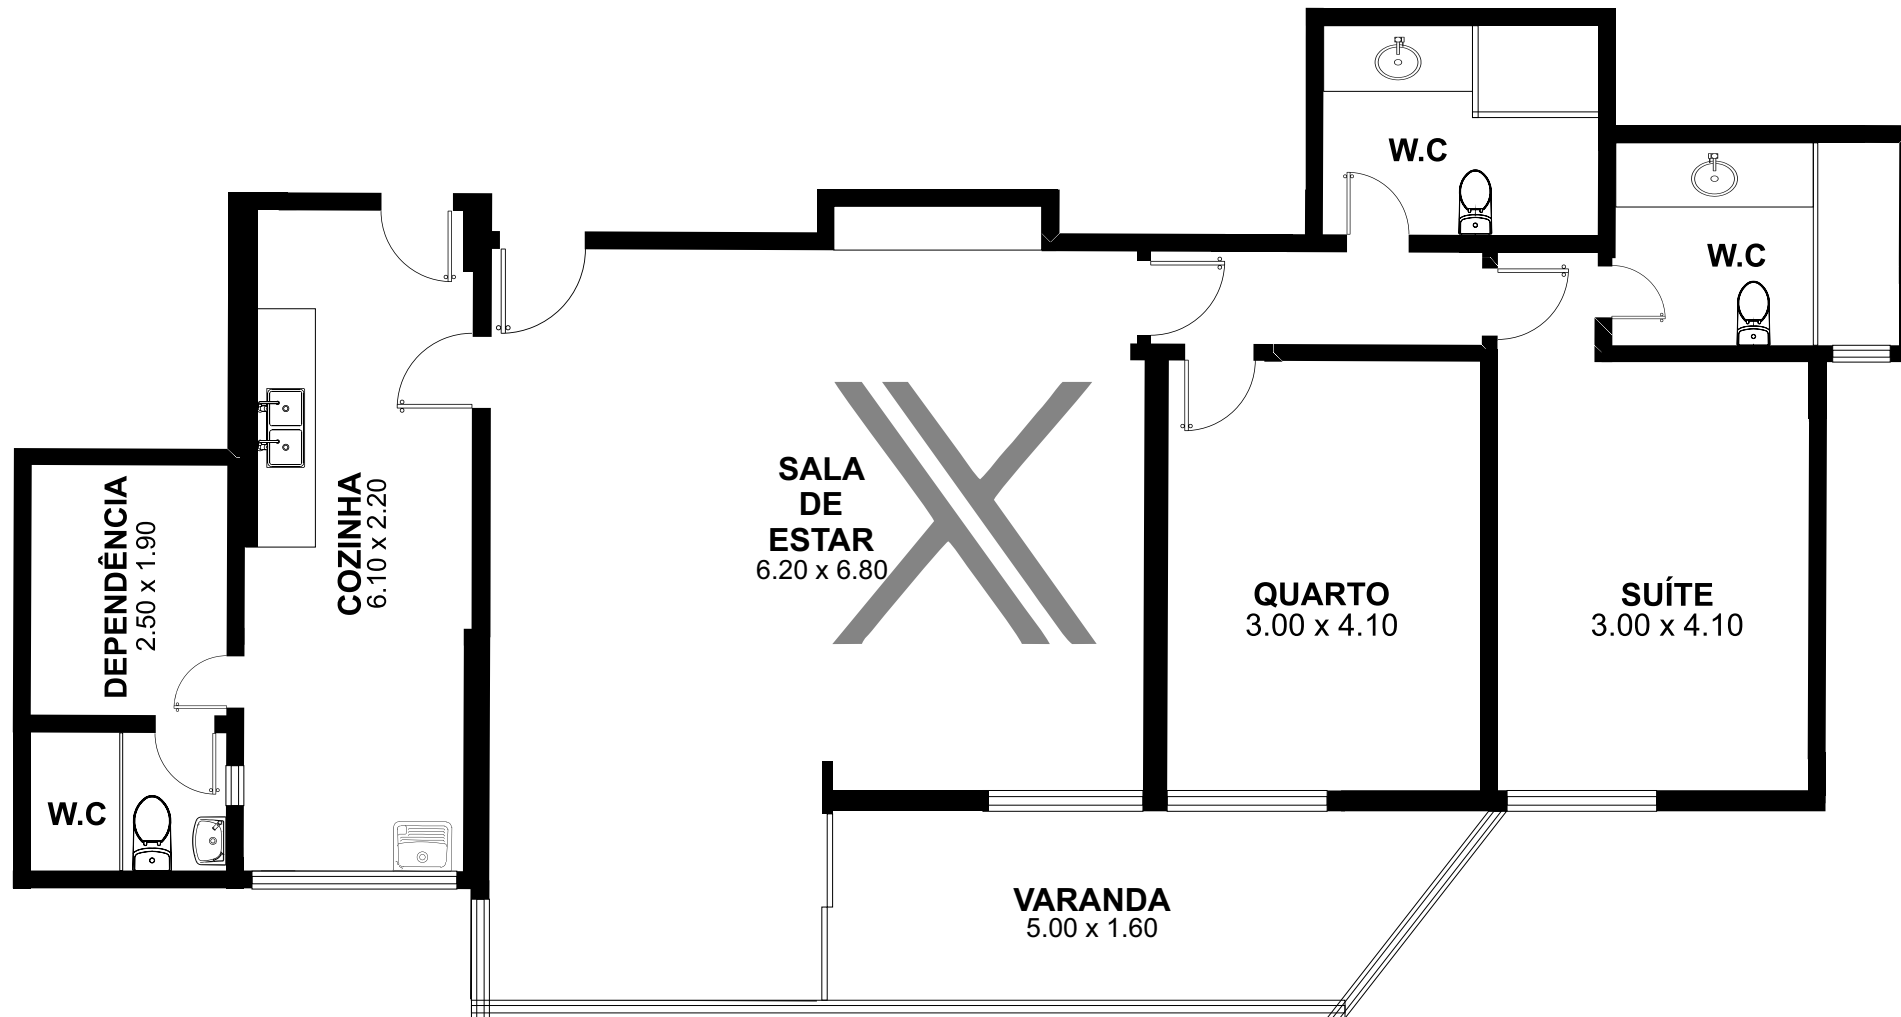 W.C
W.C
DEPENDÊNCIA
2.50 x 1.90
COZINHA
6.10 x 2.20
SALA
DE
ESTAR
6.20 x 6.80
QUARTO
3.00 x 4.10
SUÍTE
3.00 x 4.10
W.C
VARANDA
5.00 x 1.60